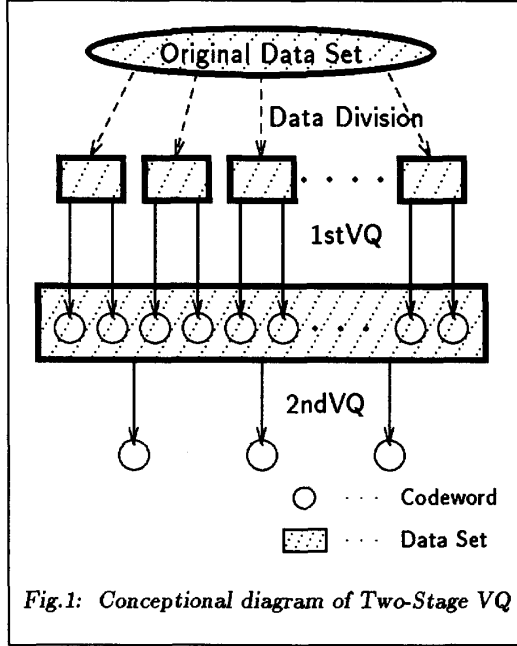 Original Data Set
Data Division
1stVQ
2ndVQ
· · · Codeword
· · · Data Set
Fig.1: Conceptional diagram of Two-Stage VQ